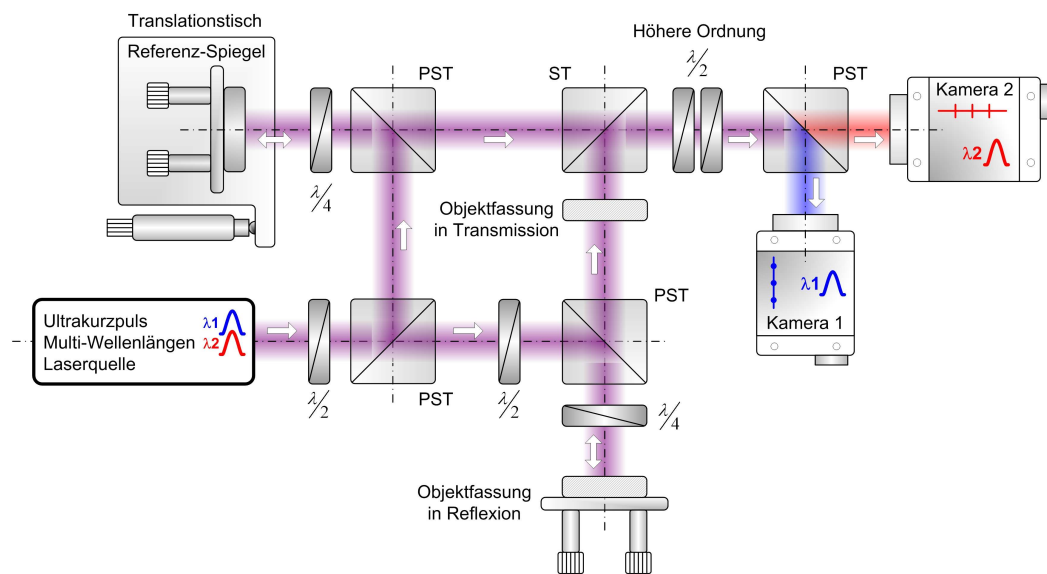 Translationstisch
Referenz-Spiegel
λ/4
PST
ST
Höhere Ordnung
λ/2
PST
Kamera 2
λ2
Objektfassung
in Transmission
λ1
Kamera 1
Ultrakurzpuls
Multi-Wellenlängen
Laserquelle
λ1
λ2
λ/2
PST
λ/2
PST
λ/4
Objektfassung
in Reflexion